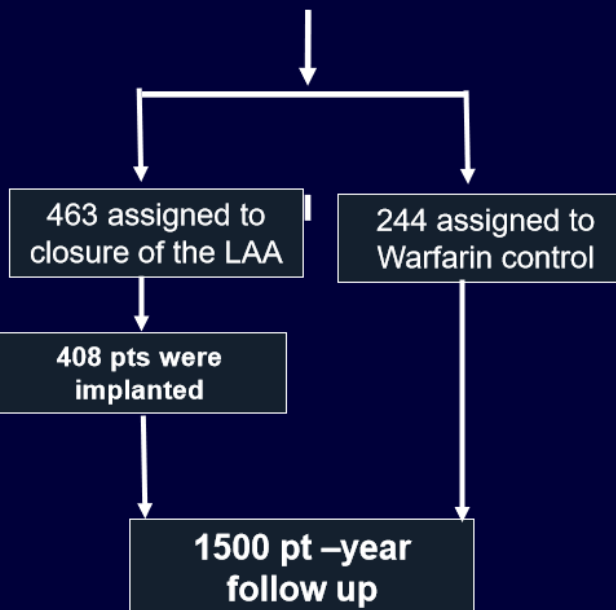 463 assigned to
closure of the LAA
244 assigned to
Warfarin control
408 pts were
implanted
1500 pt –year
follow up